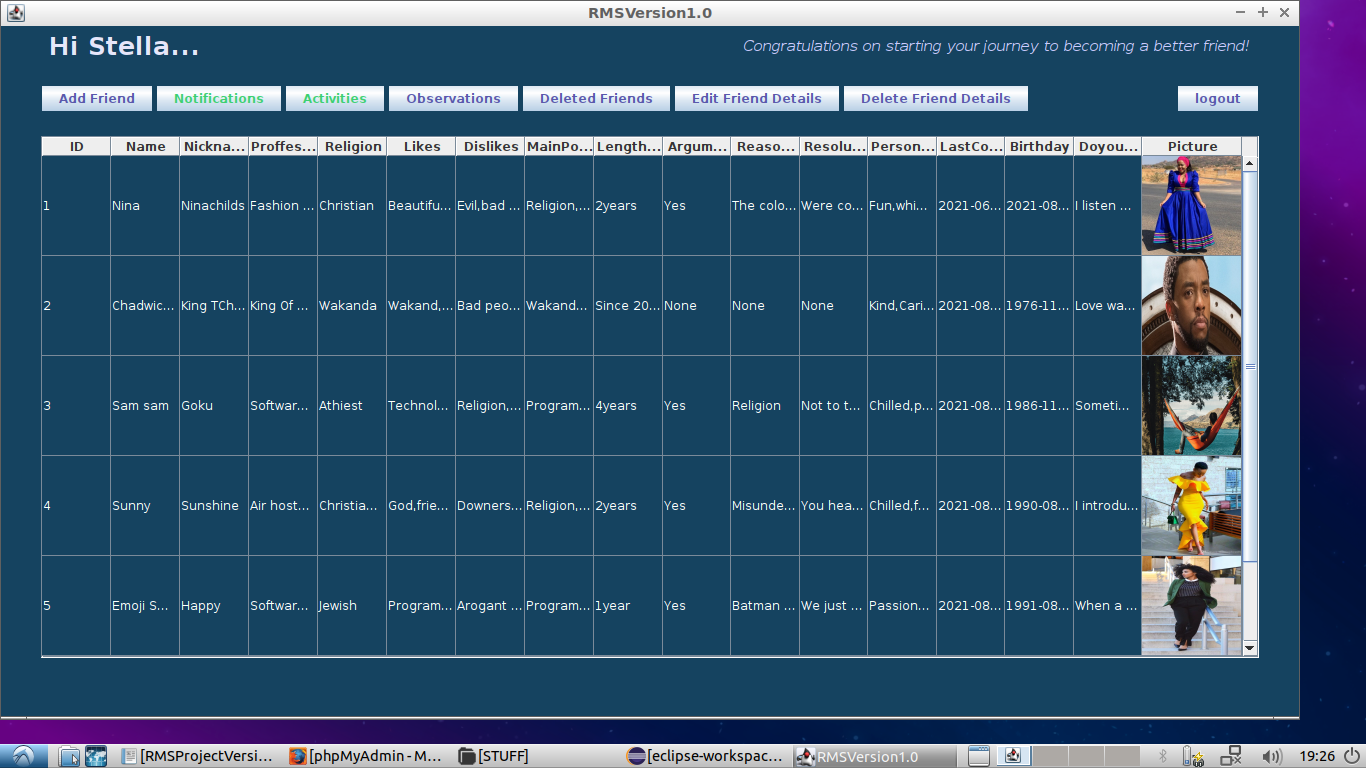 RMSVersion1.0
Hi Stella...
Congratulations on starting your journey to becoming a better friend!
Add Friend Notifications Activities Observations Deleted Friends Edit Friend Details Delete Friend Details logout
ID Name Nickna... Proffes... Religion Likes Dislikes MainPo... Length... Argum... Reaso... Resolu... Person... LastCo... Birthday Doyou... Picture
1 Nina Ninachilds Fashion ... Christian Beautifu... Evil,bad ... Religion,... 2years Yes The colo... Were co... Fun,whi... 2021-06... 2021-08... I listen ...
2 Chadwic... King TCh... King Of ... Wakanda Wakand,... Bad peo... Wakand... Since 20... None None None Kind,Cari... 2021-08... 1976-11... Love wa...
3 Sam sam Goku Softwar... Athiest Technol... Religion,... Program... 4years Yes Religion Not to t... Chilled,p... 2021-08... 1986-11... Someti...
4 Sunny Sunshine Air host... Christia... God,frie... Downers... Religion,... 2years Yes Misunde... You hea... Chilled,f... 2021-08... 1990-08... I introdu...
5 Emoji S... Happy Softwar... Jewish Program... Arogant ... Program... 1year Yes Batman ... We just ... Passion... 2021-08... 1991-08... When a ...
[RMSProjectVersi... [phpMyAdmin - M... [STUFF] [eclipse-workspac... RMSVersion1.0 19:26